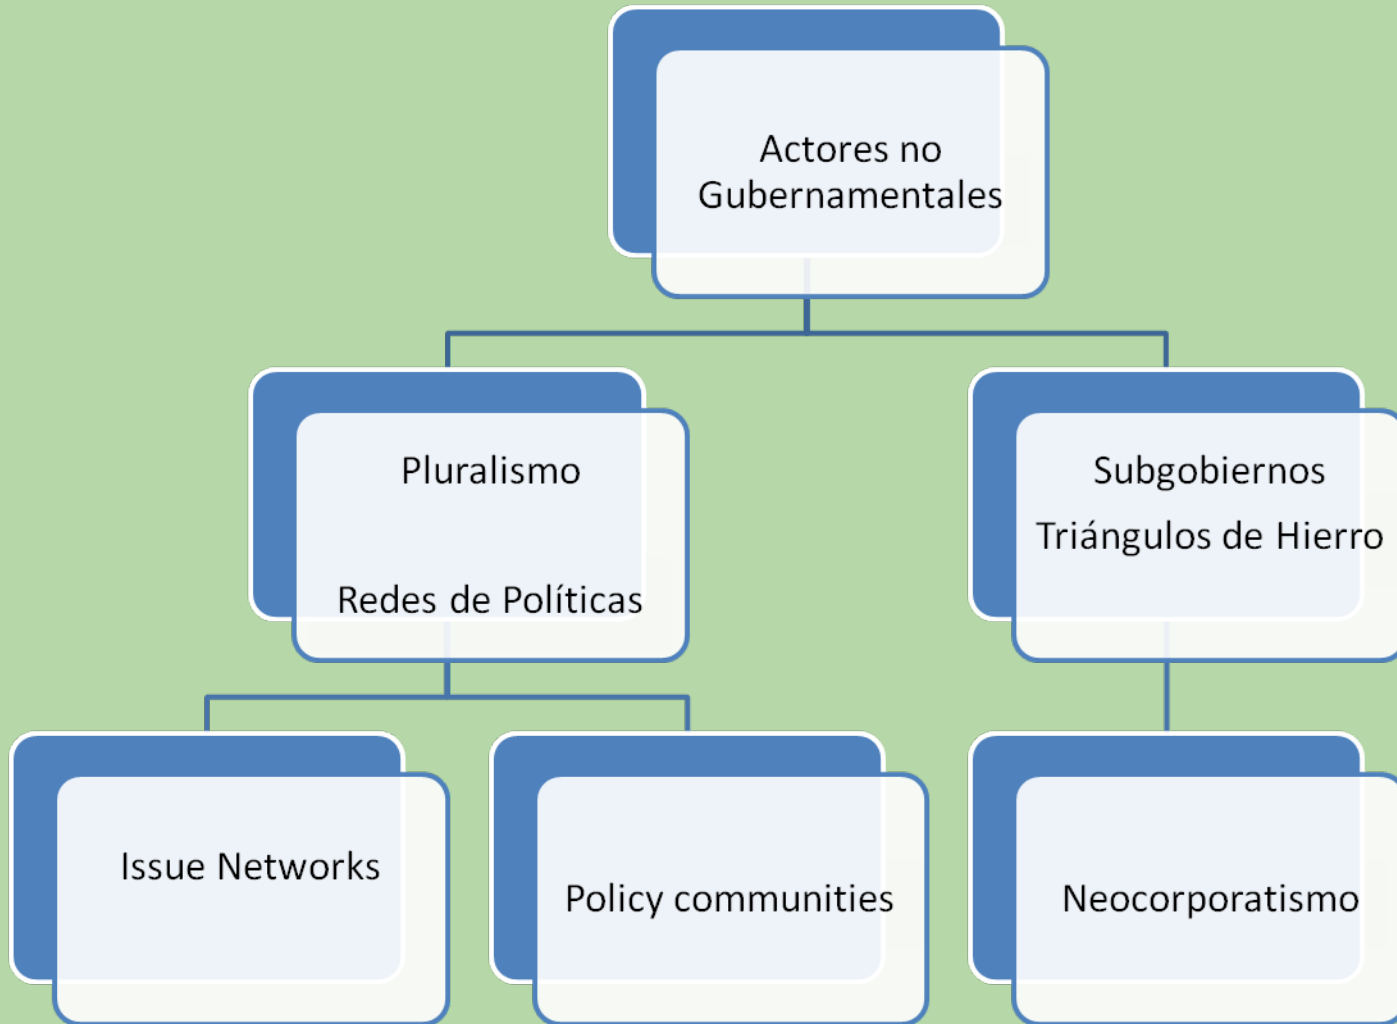 Actores no
Gubernamentales
Pluralismo
Redes de Políticas
Subgobiernos
Triángulos de Hierro
Issue Networks
Policy communities
Neocorporatismo